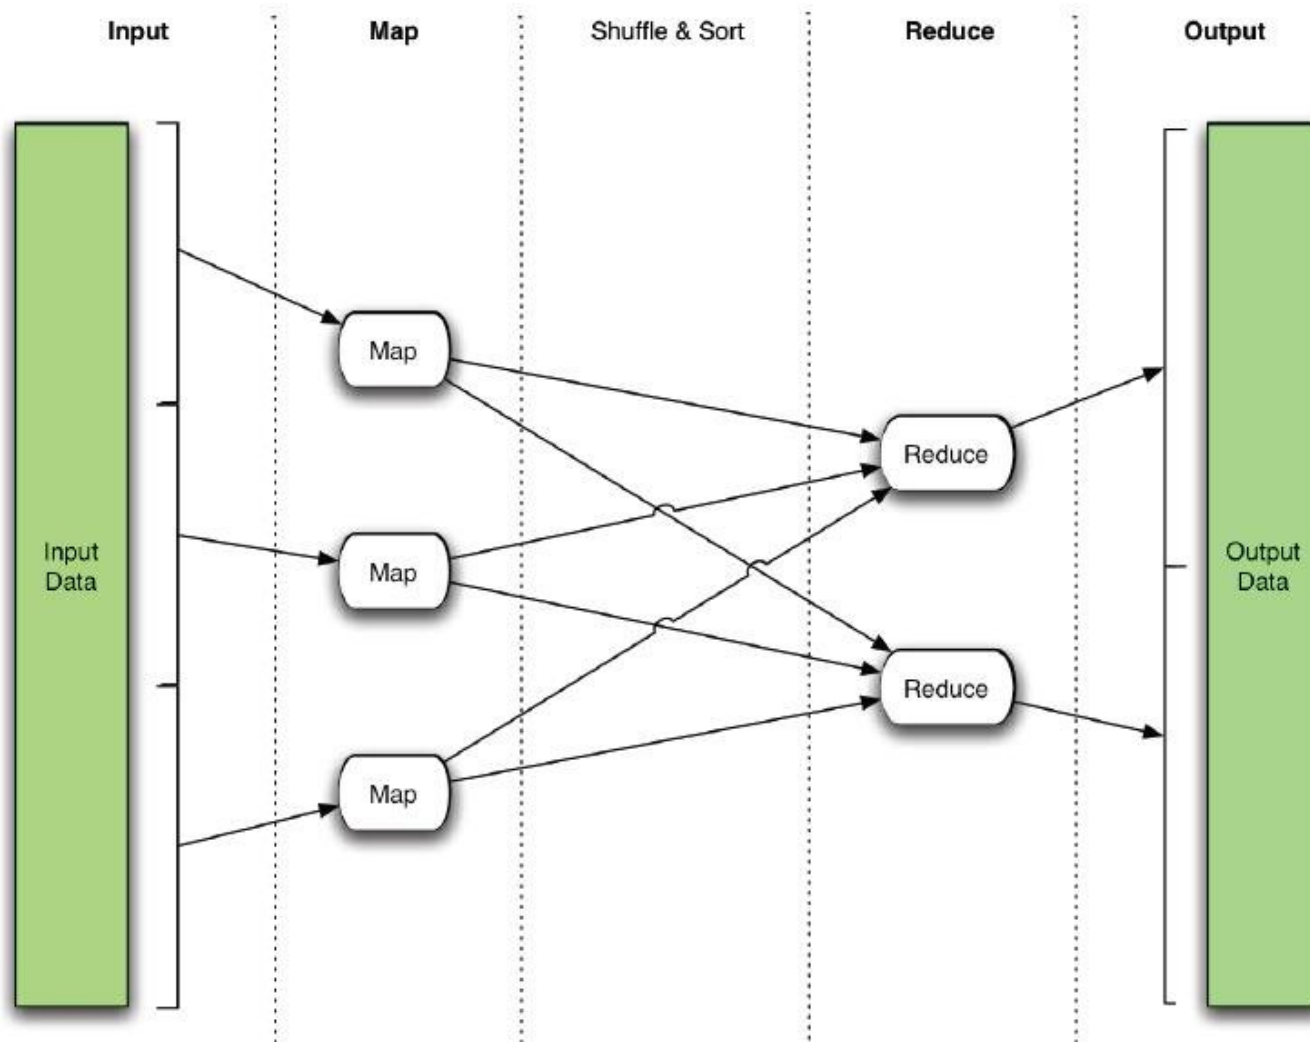 Input
Map
Shuffle & Sort
Reduce
Output
Input
Data
Map
Map
Map
Reduce
Reduce
Output
Data